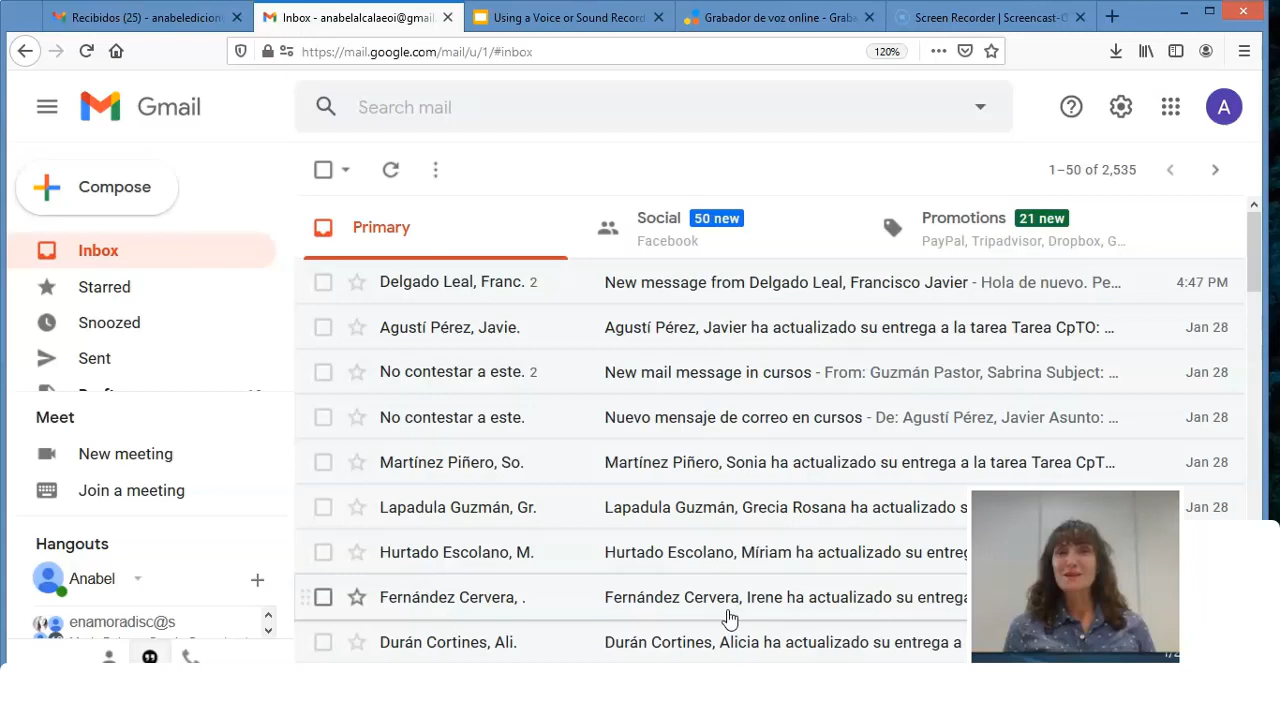 Recibidos (25) - anabeledicion
Inbox - anabelalcalaeoi@gmail.
Using a Voice or Sound Record
Grabador de voz online - Graba
Screen Recorder | Screencast-O
https://mail.google.com/mail/u/1/#inbox
120%
Gmail
Search mail
A
Compose
1–50 of 2,535
Inbox
Starred
Snoozed
Sent
Meet
New meeting
Join a meeting
Hangouts
Anabel
enamoradisc@s
Primary
Social 50 new
Facebook
Promotions 21 new
PayPal, Tripadvisor, Dropbox, G…
Delgado Leal, Franc. 2 New message from Delgado Leal, Francisco Javier - Hola de nuevo. Pe… 4:47 PM
Agustí Pérez, Javie. Agustí Pérez, Javier ha actualizado su entrega a la tarea Tarea CpTO: … Jan 28
No contestar a este. 2 New mail message in cursos - From: Guzmán Pastor, Sabrina Subject: … Jan 28
No contestar a este. Nuevo mensaje de correo en cursos - De: Agustí Pérez, Javier Asunto: … Jan 28
Martínez Piñero, So. Martínez Piñero, Sonia ha actualizado su entrega a la tarea Tarea CpT… Jan 28
Lapadula Guzmán, Gr. Lapadula Guzmán, Grecia Rosana ha actualizado s Jan 28
Hurtado Escolano, M. Hurtado Escolano, Míriam ha actualizado su entreg
Fernández Cervera, . Fernández Cervera, Irene ha actualizado su entrega
Durán Cortines, Ali. Durán Cortines, Alicia ha actualizado su entrega a